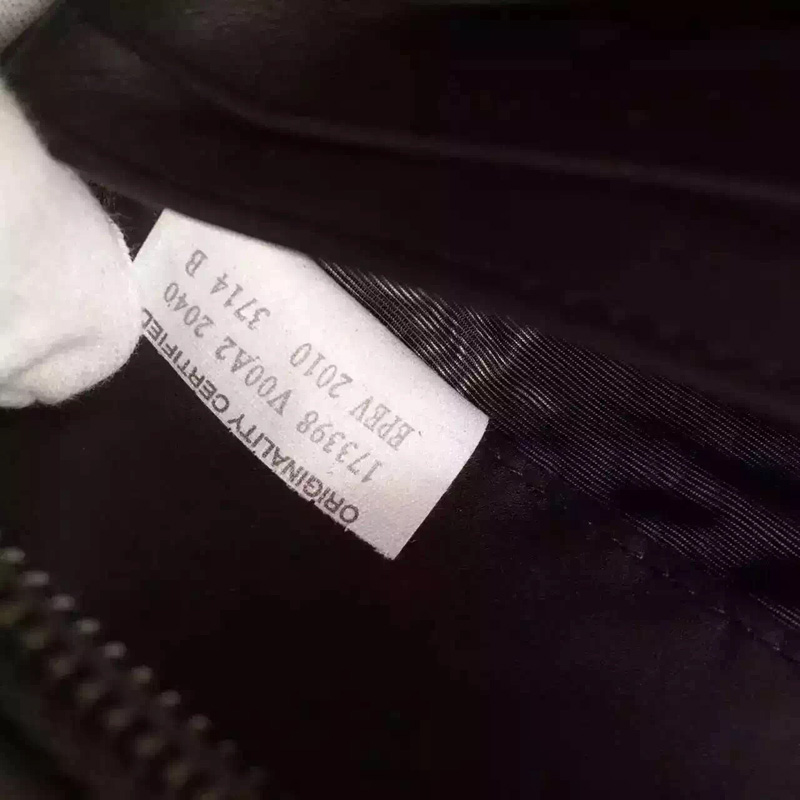 ORIGINALITY CERTIFIED
173398 V00A2 2040
BPBV 2010 3714 B